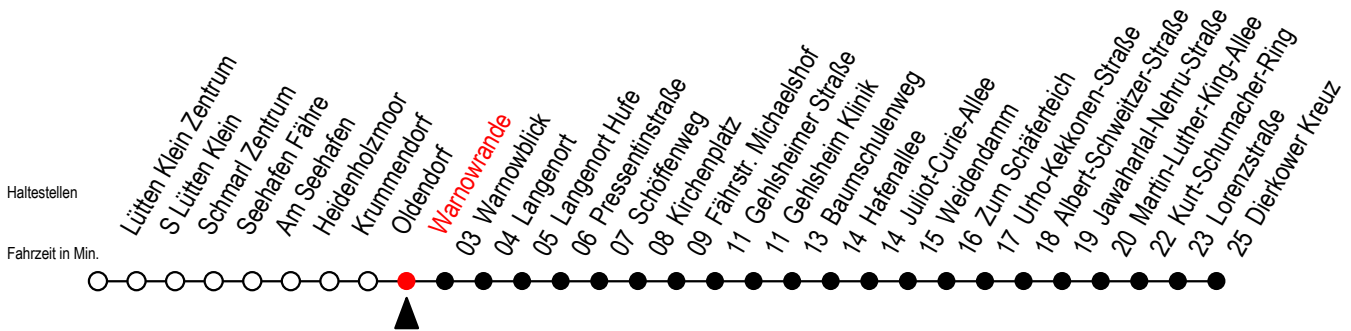 Haltestellen
Fahrzeit in Min.
Lütten Klein Zentrum
S Lütten Klein
Schmarl Zentrum
Seehafen Fähre
Am Seehafen
Heidenholzmoor
Krummendorf
Oldendorf
Warnowrande
03 Warnowblick
04 Langenort
05 Langenort Hufe
06 Pressentinstraße
07 Schöffenweg
08 Kirchenplatz
09 Fährstr. Michaelshof
11 Gehlsheimer Straße
11 Gehlsheim Klinik
13 Baumschulenweg
14 Hafenallee
14 Juliot-Curie-Allee
15 Weidendamm
16 Zum Schäferteich
17 Urho-Kekkonen-Straße
18 Albert-Schweitzer-Straße
19 Jawaharlal-Nehru-Straße
20 Martin-Luther-King-Allee
22 Kurt-Schumacher-Ring
23 Lorenzstraße
25 Dierkower Kreuz